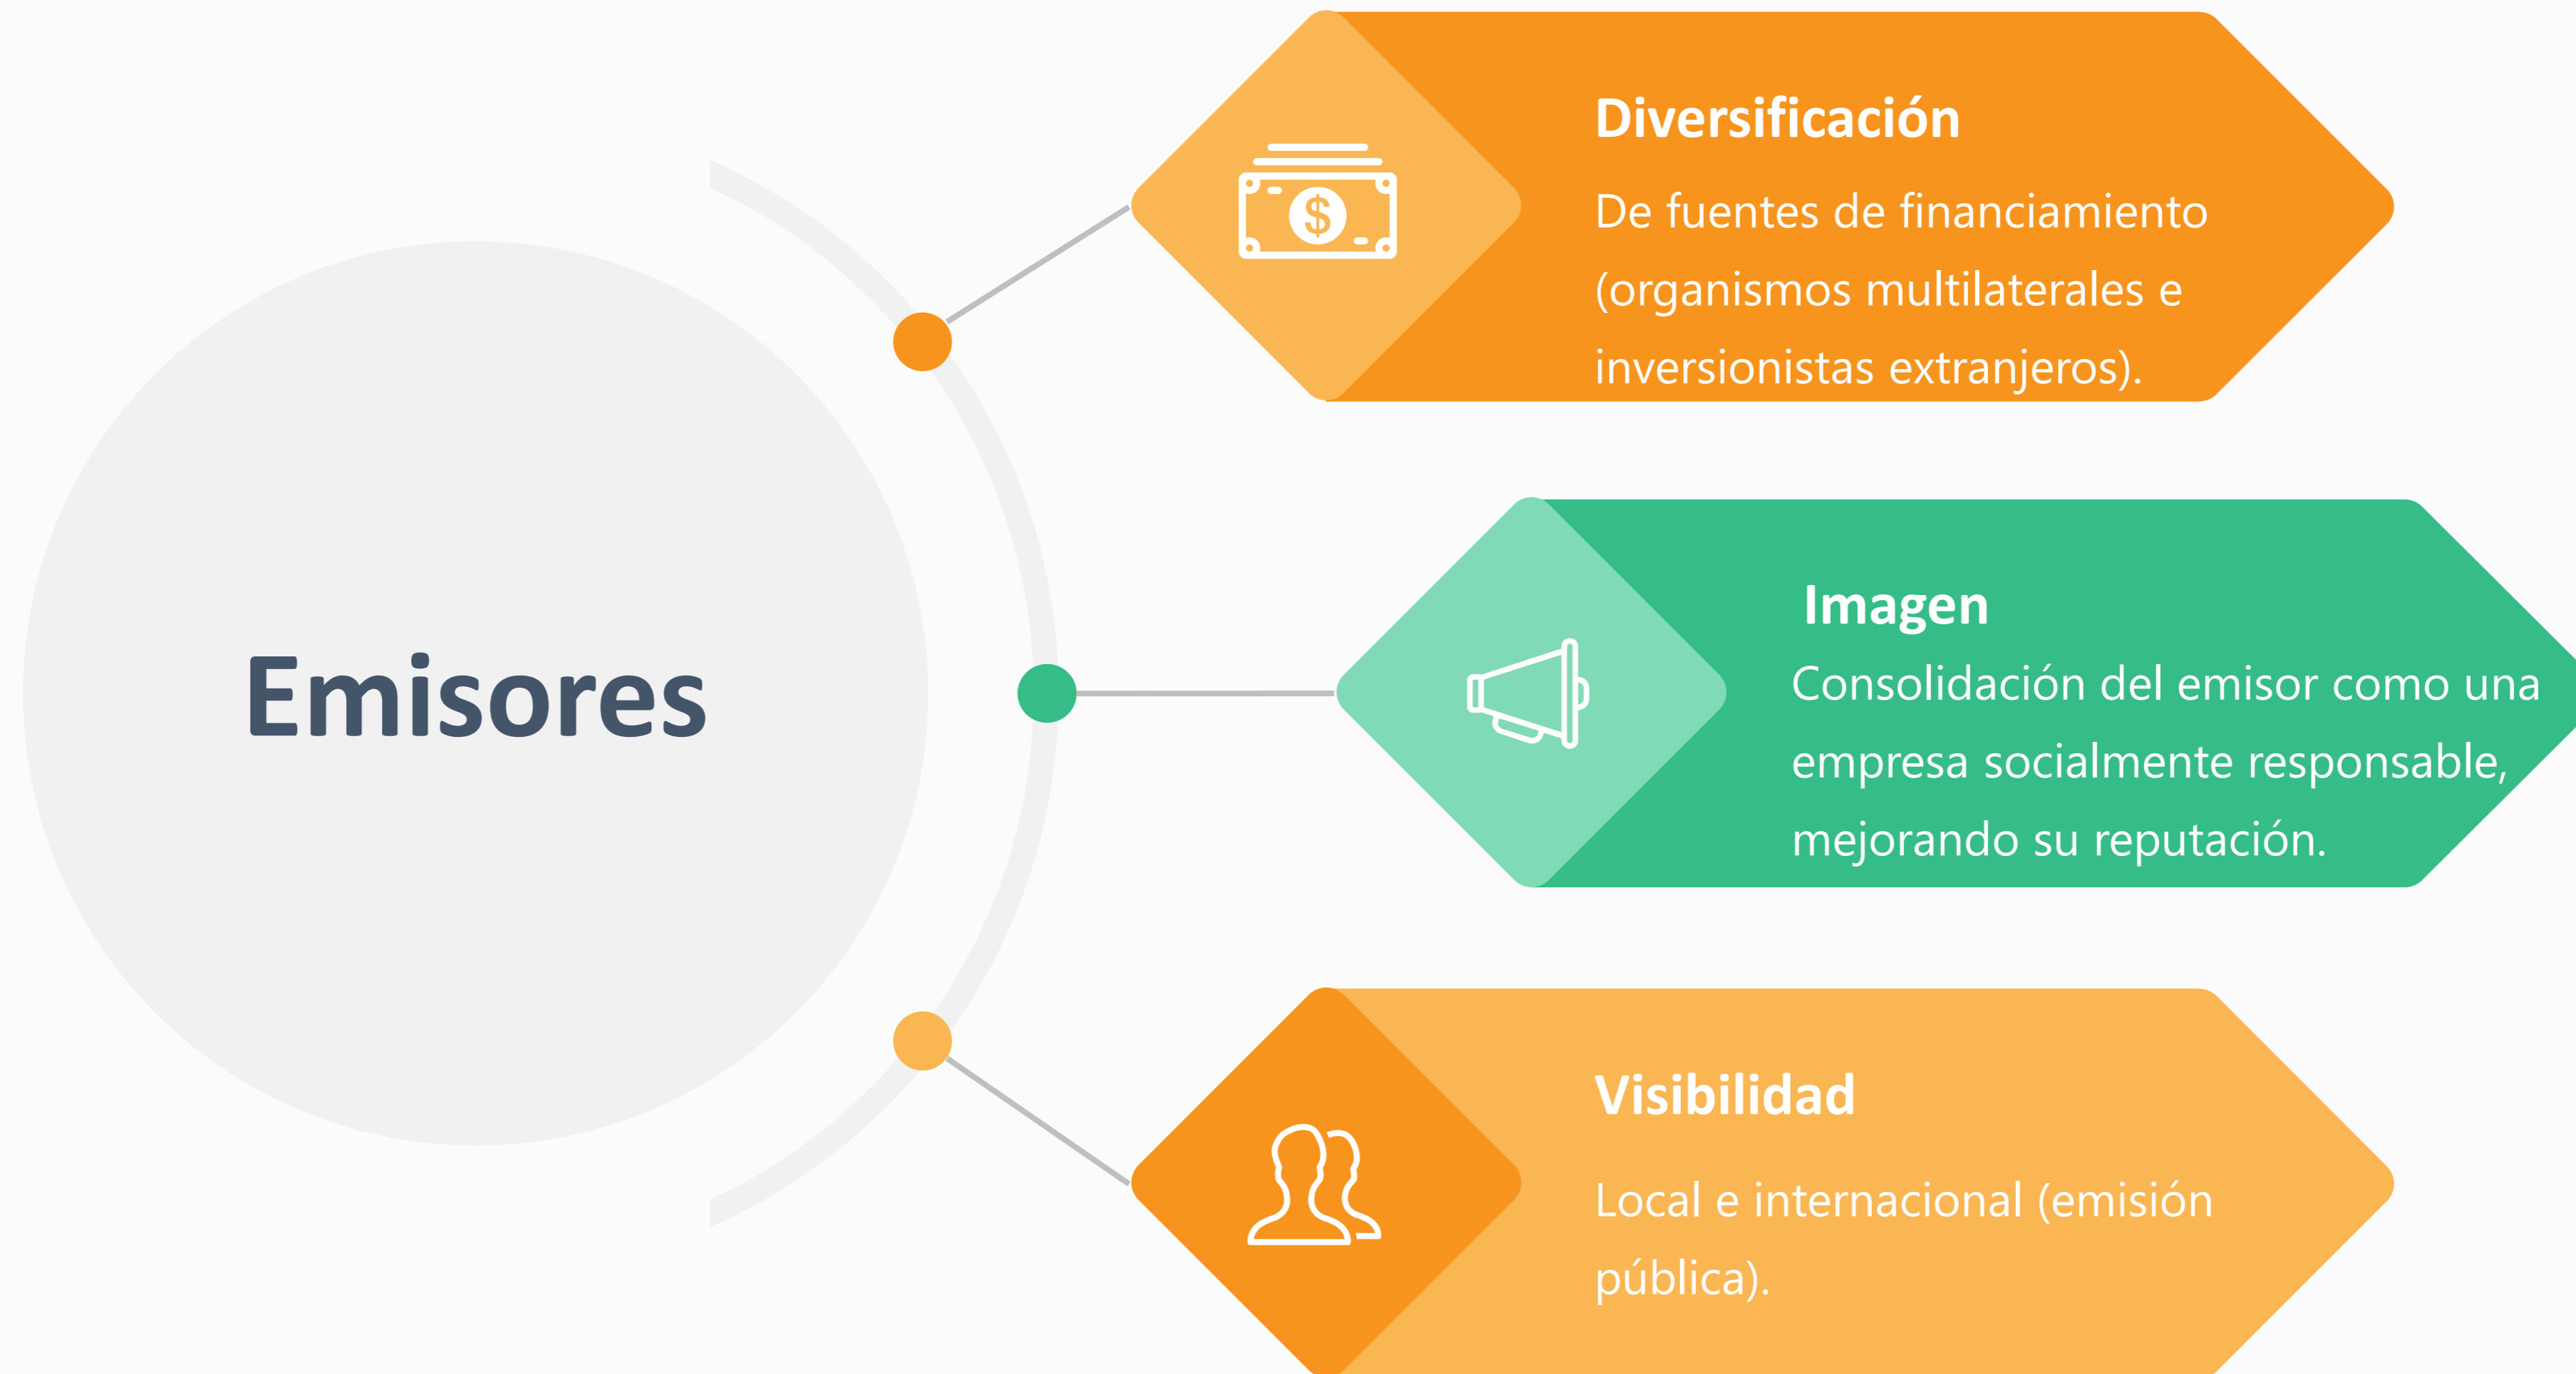 Emisores
Diversificación
De fuentes de financiamiento
(organismos multilaterales e
inversionistas extranjeros).
Imagen
Consolidación del emisor como una
empresa socialmente responsable,
mejorando su reputación.
Visibilidad
Local e internacional (emisión
pública).